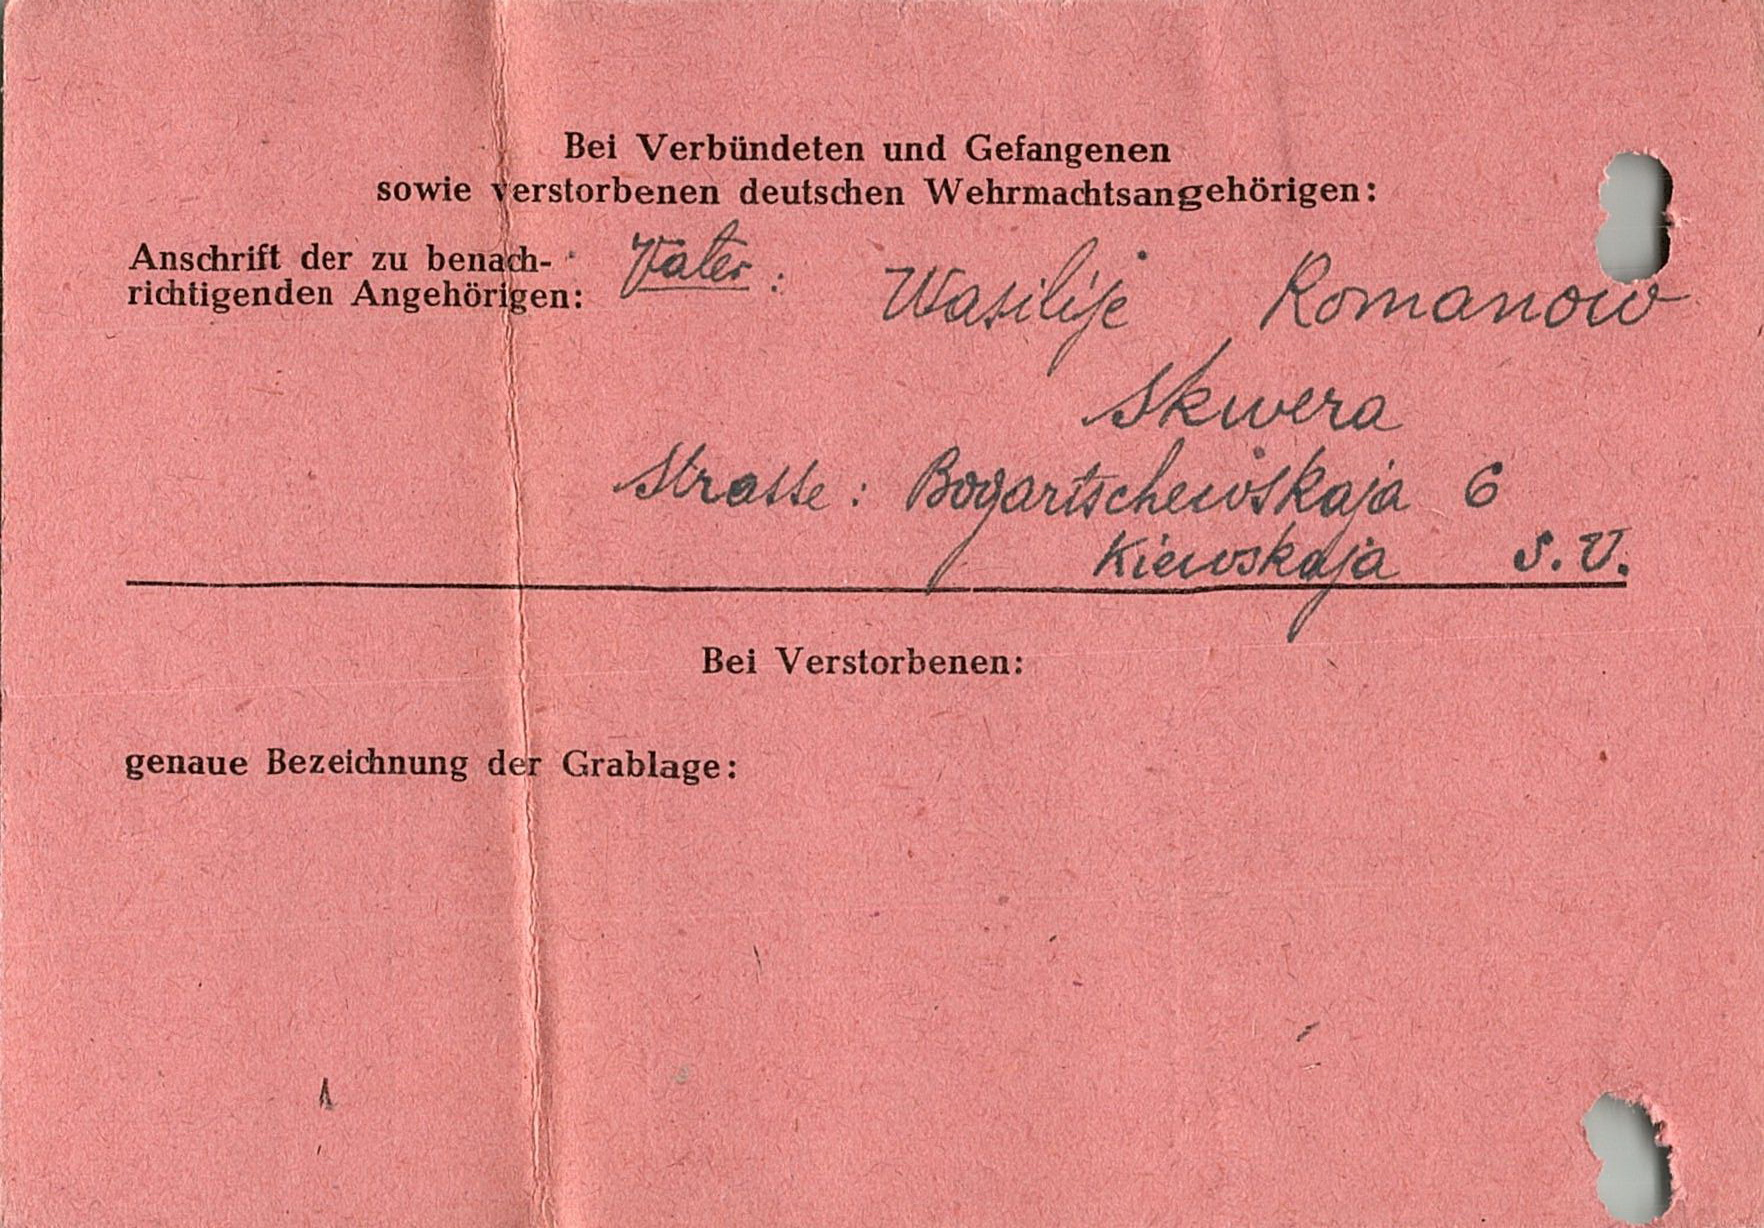 Bei Verbündeten und Gefangenen
sowie verstorbenen deutschen Wehrmachtsangehörigen:
Anschrift der zu benach-
richtigenden Angehörigen: Vater: Wasilije Romanow
Skwera
Strasse: Bogartschewskaja 6
Kiewskaja S.U.
Bei Verstorbenen:
genaue Bezeichnung der Grablage: